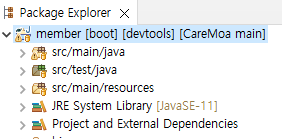 Package Explorer
member [boot] [devtools] [CareMoa main]
src/main/java
src/test/java
src/main/resources
JRE System Library [JavaSE-11]
Project and External Dependencies